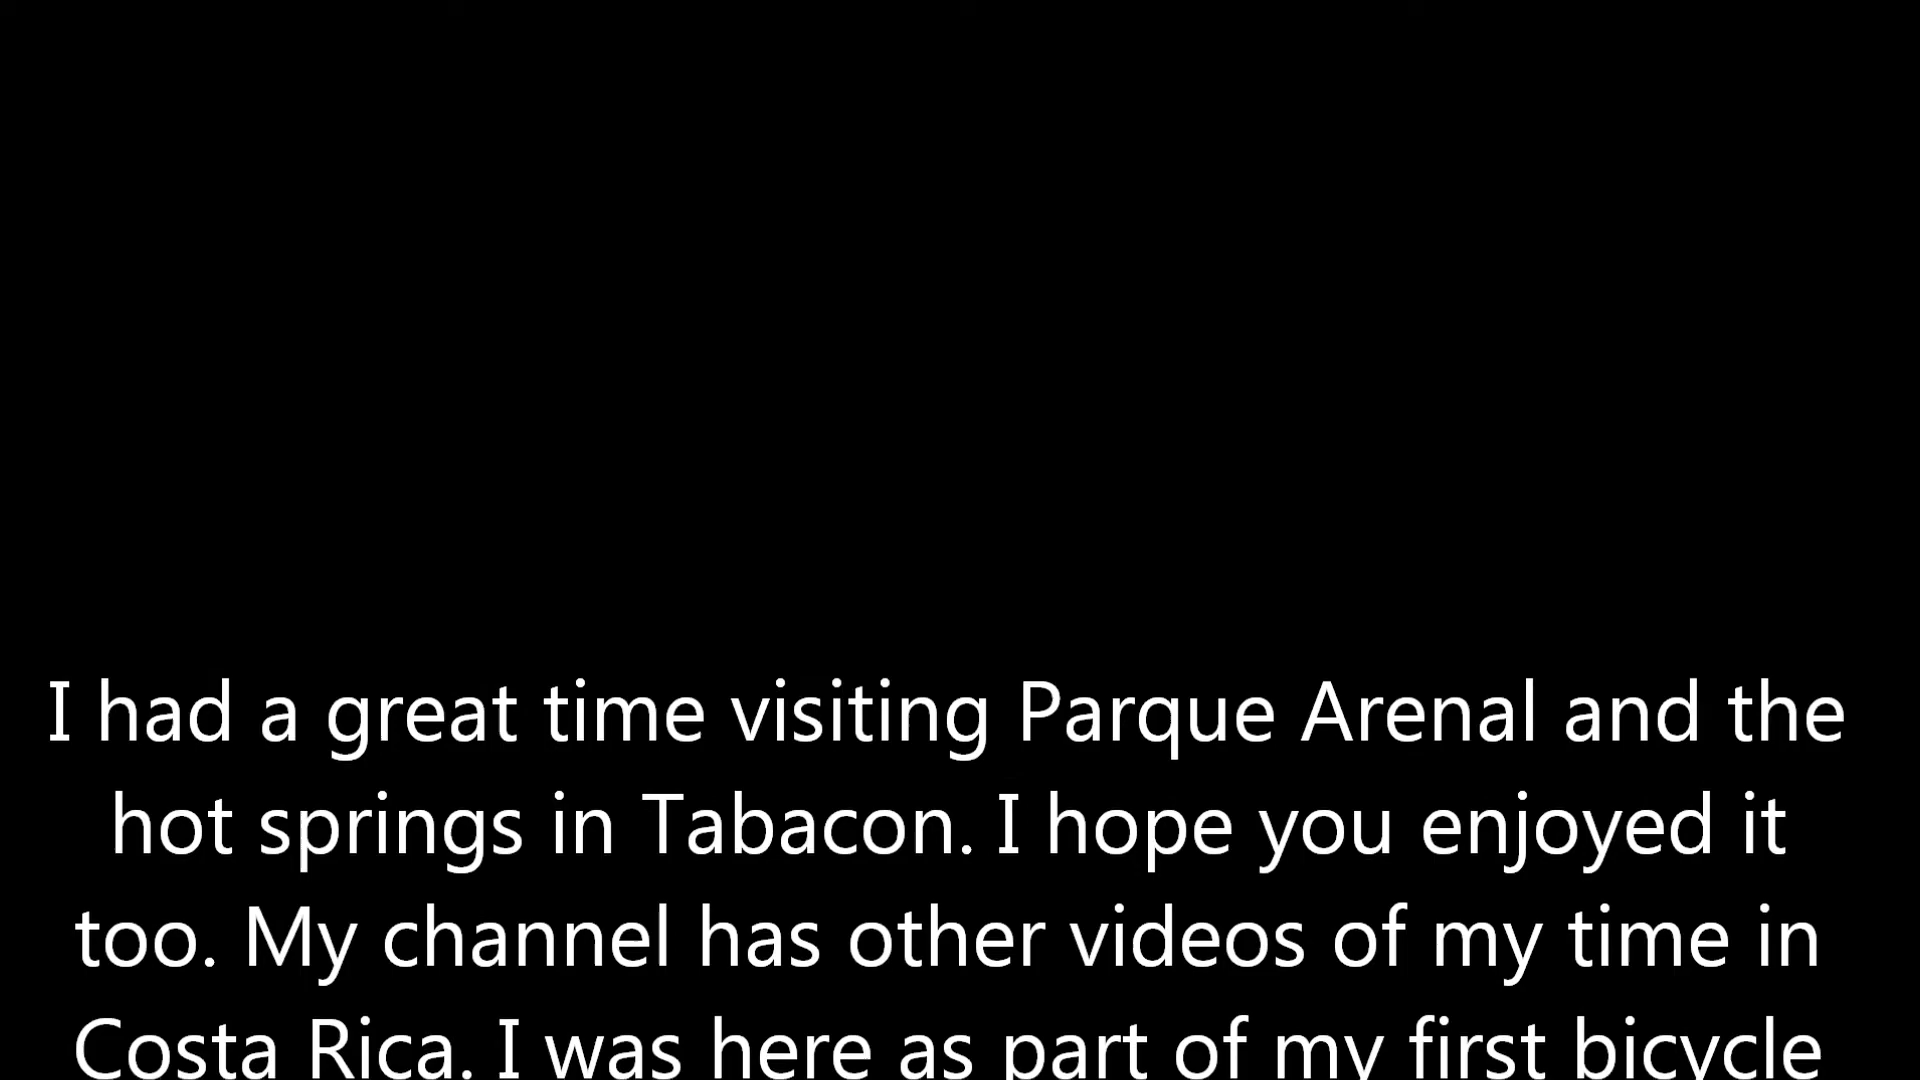 I had a great time visiting Parque Arenal and the
hot springs in Tabacon. I hope you enjoyed it
too. My channel has other videos of my time in
Costa Rica. I was here as part of my first bicycle